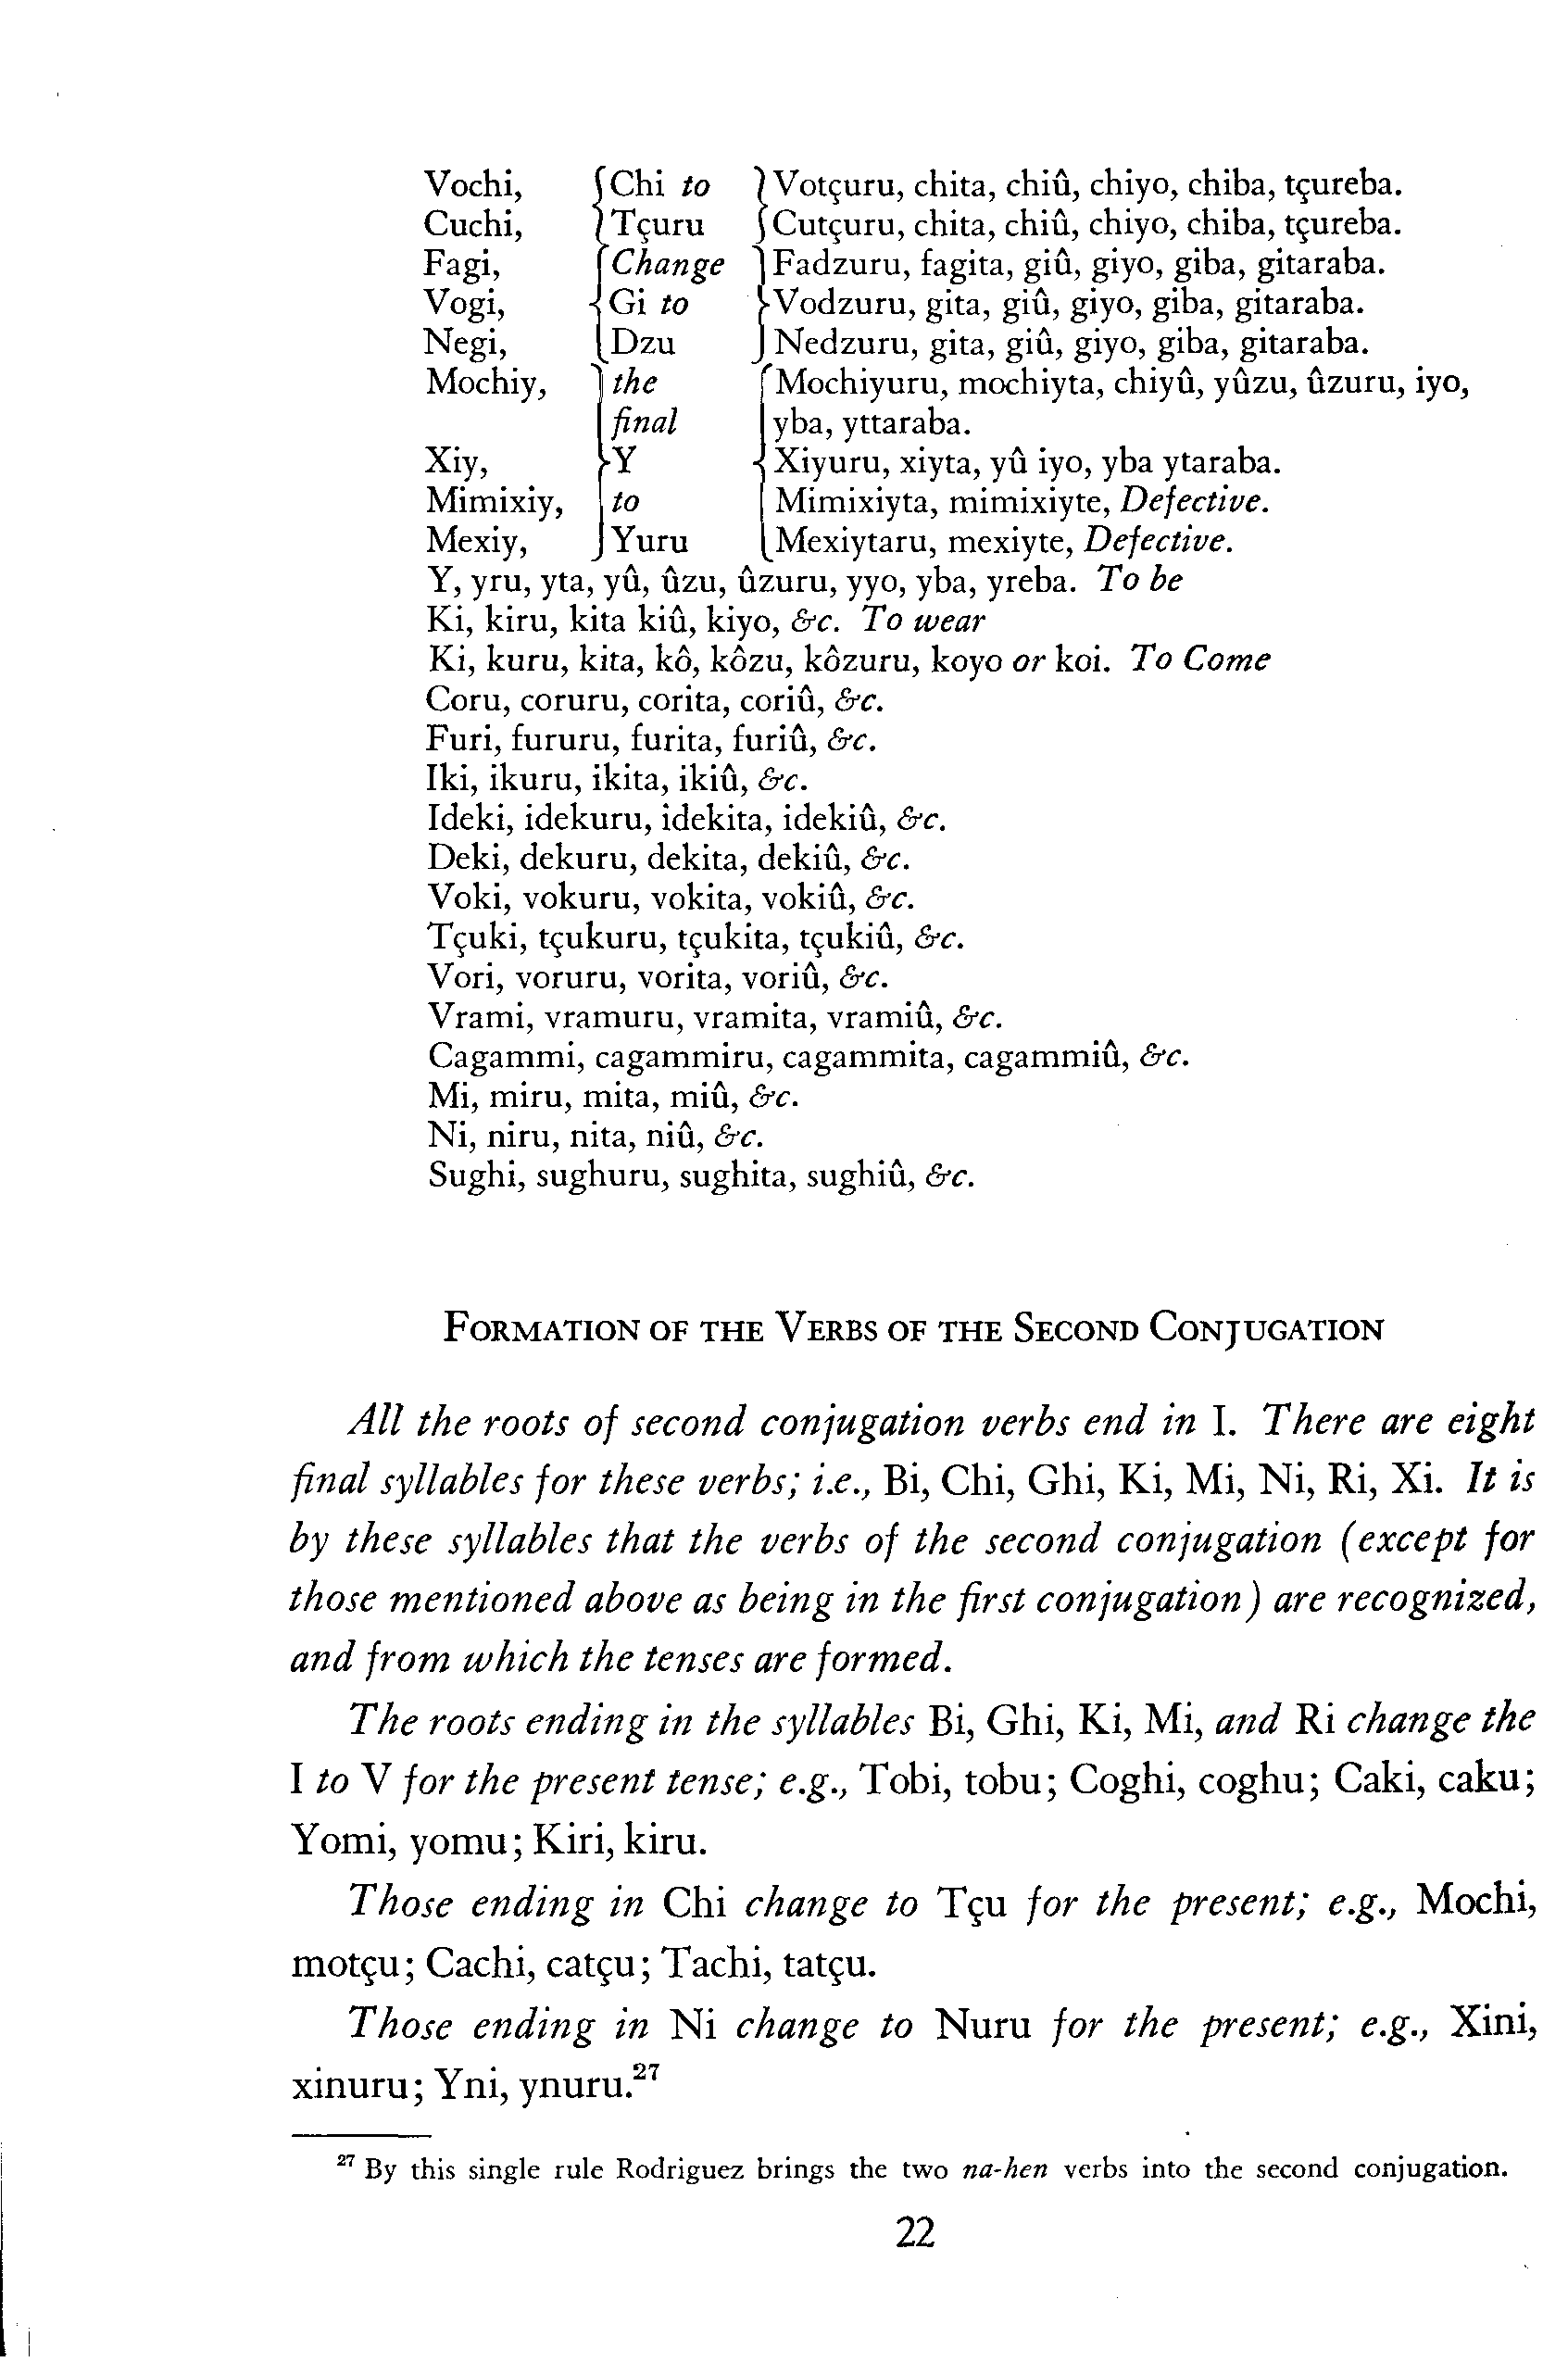 Vochi, Chi to Votçuru, chita, chiû, chiyo, chiba, tçureba.
Cuchi, Tçuru Cutçuru, chita, chiû, chiyo, chiba, tçureba.
Fagi, Change Fadzuru, fagita, giû, giyo, giba, gitaraba.
Vogi, Gi to Vodzuru, gita, giû, giyo, giba, gitaraba.
Negi, Dzu Nedzuru, gita, giû, giyo, giba, gitaraba.
Mochiy, the Mochiyuru, mochiyta, chiyû, yûzu, ûzuru, iyo,
final yba, yttaraba.
Xiy, Y Xiyuru, xiyta, yû iyo, yba ytaraba.
Mimixiy, to Mimixiyta, mimixiyte, Defective.
Mexiy, Yuru Mexiytaru, mexiyte, Defective.
Y, yru, yta, yû, ûzu, ûzuru, yyo, yba, yreba. To be
Ki, kiru, kita kiû, kiyo, &c. To wear
Ki, kuru, kita, kô, kôzu, kôzuru, koyo or koi. To Come
Coru, coruru, corita, coriû, &c.
Furi, fururu, furita, furiû, &c.
Iki, ikuru, ikita, ikiû, &c.
Ideki, idekuru, idekita, idekiû, &c.
Deki, dekuru, dekita, dekiû, &c.
Voki, vokuru, vokita, vokiû, &c.
Tçuki, tçukuru, tçukita, tçukiû, &c.
Vori, voruru, vorita, voriû, &c.
Vrami, vramuru, vramita, vramiû, &c.
Cagammi, cagammiru, cagammita, cagammiû, &c.
Mi, miru, mita, miû, &c.
Ni, niru, nita, niû, &c.
Sughi, sughuru, sughita, sughiû, &c.
FORMATION OF THE VERBS OF THE SECOND CONJUGATION
All the roots of second conjugation verbs end in I. There are eight
final syllables for these verbs; i.e., Bi, Chi, Ghi, Ki, Mi, Ni, Ri, Xi. It is
by these syllables that the verbs of the second conjugation (except for
those mentioned above as being in the first conjugation) are recognized,
and from which the tenses are formed.
The roots ending in the syllables Bi, Ghi, Ki, Mi, and Ri change the
I to V for the present tense; e.g., Tobi, tobu; Coghi, coghu; Caki, caku;
Yomi, yomu; Kiri, kiru.
Those ending in Chi change to Tçu for the present; e.g., Mochi,
motçu; Cachi, catçu; Tachi, tatçu.
Those ending in Ni change to Nuru for the present; e.g., Xini,
xinuru; Yni, ynuru.27
27 By this single rule Rodriguez brings the two na-hen verbs into the second conjugation.
22